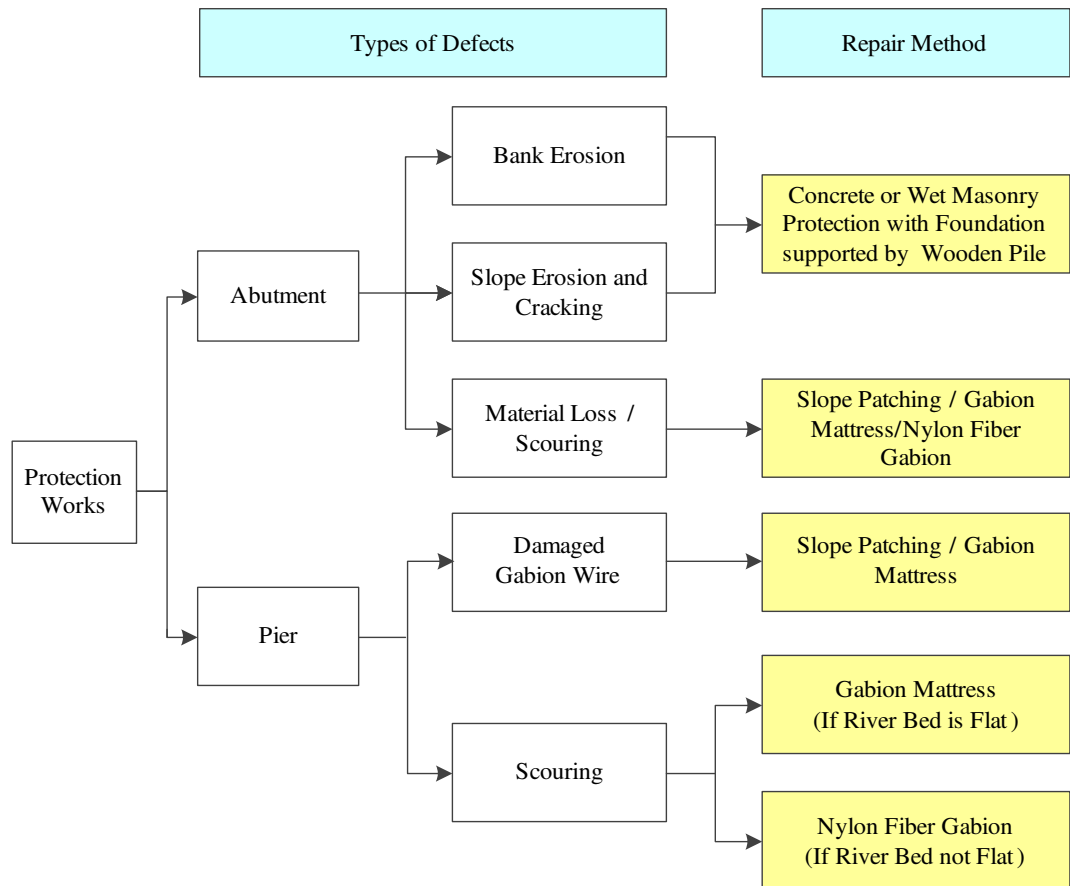 Types of Defects
Repair Method
Bank Erosion
Concrete or Wet Masonry
Protection with Foundation
supported by Wooden Pile
Abutment
Slope Erosion and
Cracking
Material Loss /
Scouring
Slope Patching / Gabion
Mattress/Nylon Fiber
Gabion
Protection
Works
Damaged
Gabion Wire
Slope Patching / Gabion
Mattress
Pier
Gabion Mattress
(If River Bed is Flat)
Scouring
Nylon Fiber Gabion
(If River Bed not Flat)